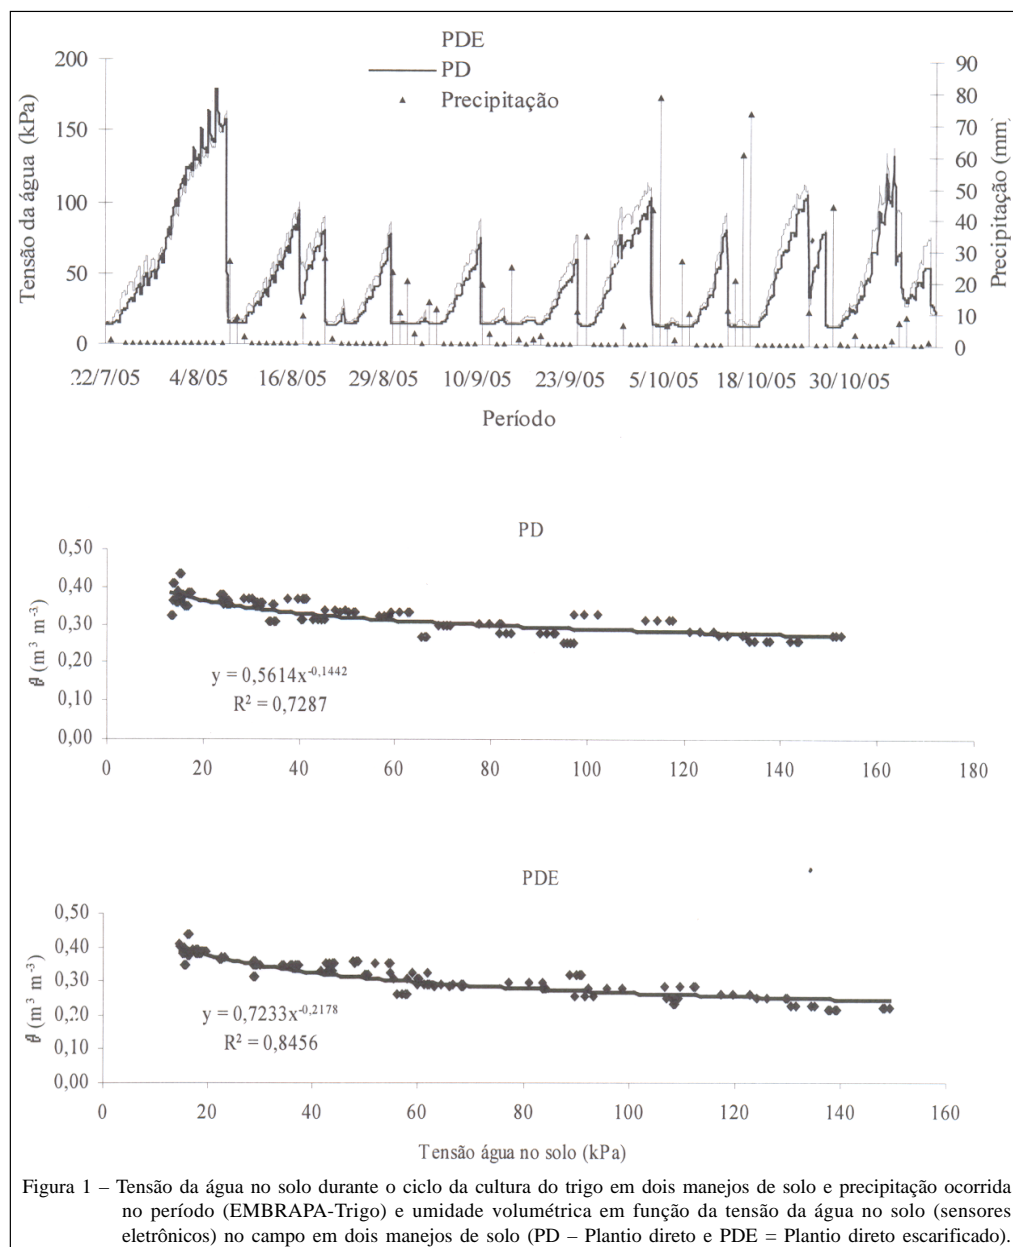 PDE
PD
Precipitação
Tensão da água (kPa)
200
150
100
50
0
90
80
70
60
50
40
30
20
10
0
Precipitação (mm)
22/7/05 4/8/05 16/8/05 29/8/05 10/9/05 23/9/05 5/10/05 18/10/05 30/10/05
Período
PD
θ (m³ m⁻³)
0,50
0,40
0,30
0,20
0,10
0,00
y = 0,5614x^-0,1442
R² = 0,7287
0 20 40 60 80 100 120 140 160 180
PDE
θ (m³ m⁻³)
0,50
0,40
0,30
0,20
0,10
0,00
y = 0,7233x^-0,2178
R² = 0,8456
0 20 40 60 80 100 120 140 160
Tensão água no solo (kPa)
Figura 1 – Tensão da água no solo durante o ciclo da cultura do trigo em dois manejos de solo e precipitação ocorrida
no período (EMBRAPA-Trigo) e umidade volumétrica em função da tensão da água no solo (sensores
eletrônicos) no campo em dois manejos de solo (PD – Plantio direto e PDE = Plantio direto escarificado).